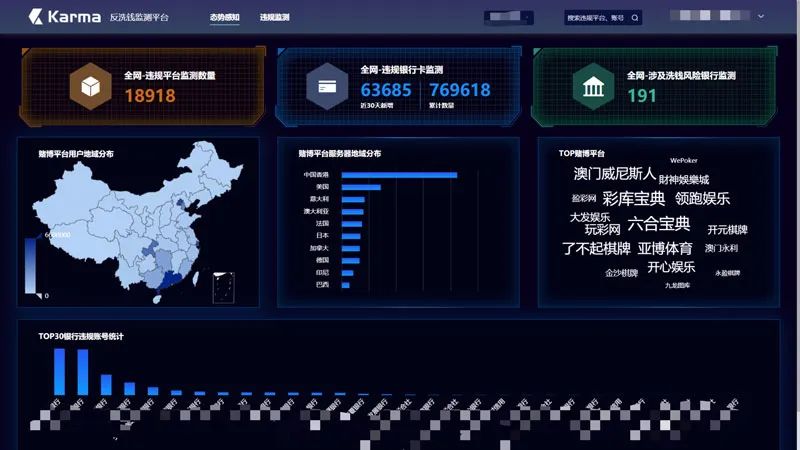 Karma 反洗钱监测平台 态势感知 违规监测 搜索违规平台、账号
全网-违规平台监测数量
18918
全网-违规银行卡监测
63685 769618
近30天新增 累计数量
全网-涉及洗钱风险银行监测
191
赌博平台用户地域分布
0
赌博平台服务器地域分布
中国香港
美国
意大利
澳大利亚
法国
日本
加拿大
德国
印尼
巴西
TOP赌博平台
WePoker
澳门威尼斯人
財神娛樂城
盈彩网
彩库宝典
领跑娱乐
大发娱乐
玩彩网
六合宝典
开元棋牌
了不起棋牌
亚博体育
澳门永利
金沙棋牌
开心娱乐
永盈棋牌
九龙图库
TOP30银行违规账号统计